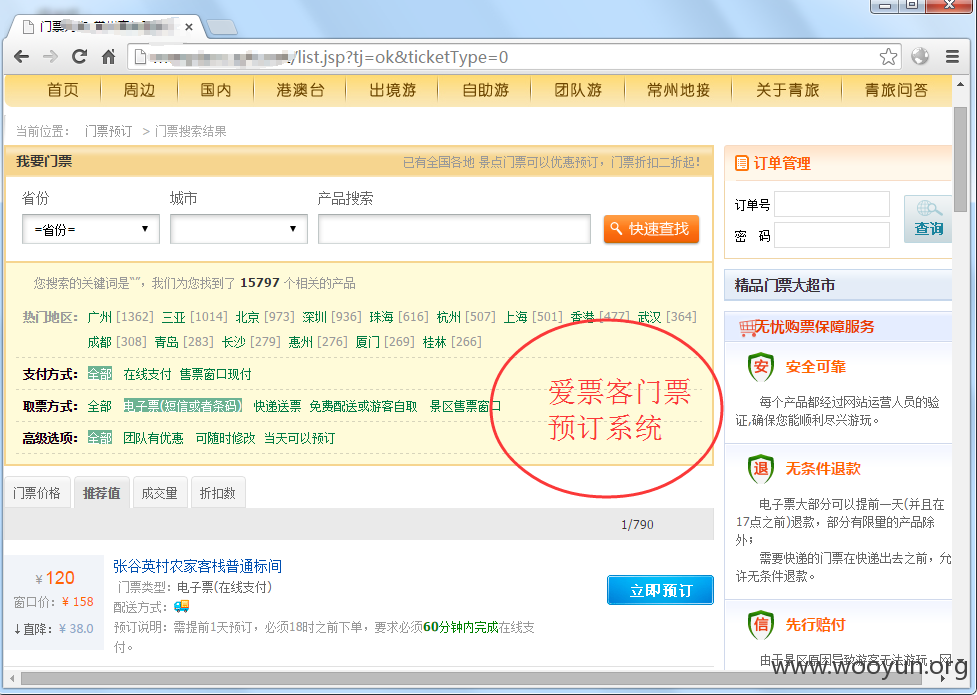 门票
/list.jsp?tj=ok&ticketType=0
首页 周边 国内 港澳台 出境游 自助游 团队游 常州地接 关于青旅 青旅问答
当前位置: 门票预订 > 门票搜索结果
我要门票 已有全国各地 景点门票可以优惠预订,门票折扣二折起!
省份 城市 产品搜索
=省份= 快速查找
您搜索的关键词是“”,我们为您找到了 15797 个相关的产品
热门地区: 广州 [1362] 三亚 [1014] 北京 [973] 深圳 [936] 珠海 [616] 杭州 [507] 上海 [501] 香港 [477] 武汉 [364]
成都 [308] 青岛 [283] 长沙 [279] 惠州 [276] 厦门 [269] 桂林 [266]
支付方式: 全部 在线支付 售票窗口现付
取票方式: 全部 电子票(短信或者条码) 快递送票 免费配送或游客自取 景区售票窗口
高级选项: 全部 团队有优惠 可随时修改 当天可以预订
爱票客门票
预订系统
门票价格 推荐值 成交量 折扣数
1/790
张谷英村农家客栈普通标间
¥120
门票类型: 电子票(在线支付)
窗口价: ¥158
配送方式:
↓直降: ¥38.0
预订说明: 需提前1天预订,必须18时之前下单,要求必须60分钟内完成在线支
付。
立即预订
订单管理
订单号
密 码
查询
精品门票大超市
无忧购票保障服务
安 安全可靠
每个产品都经过网站运营人员的验
证,确保您能顺利尽兴游玩。
退 无条件退款
电子票大部分可以提前一天(并且在
17点之前)退款,部分有限量的产品除
外;
需要快递的门票在快递出去之前,允
许无条件退款。
信 先行赔付
由于景区原因导致游客无法游玩,网
www.wooyun.org